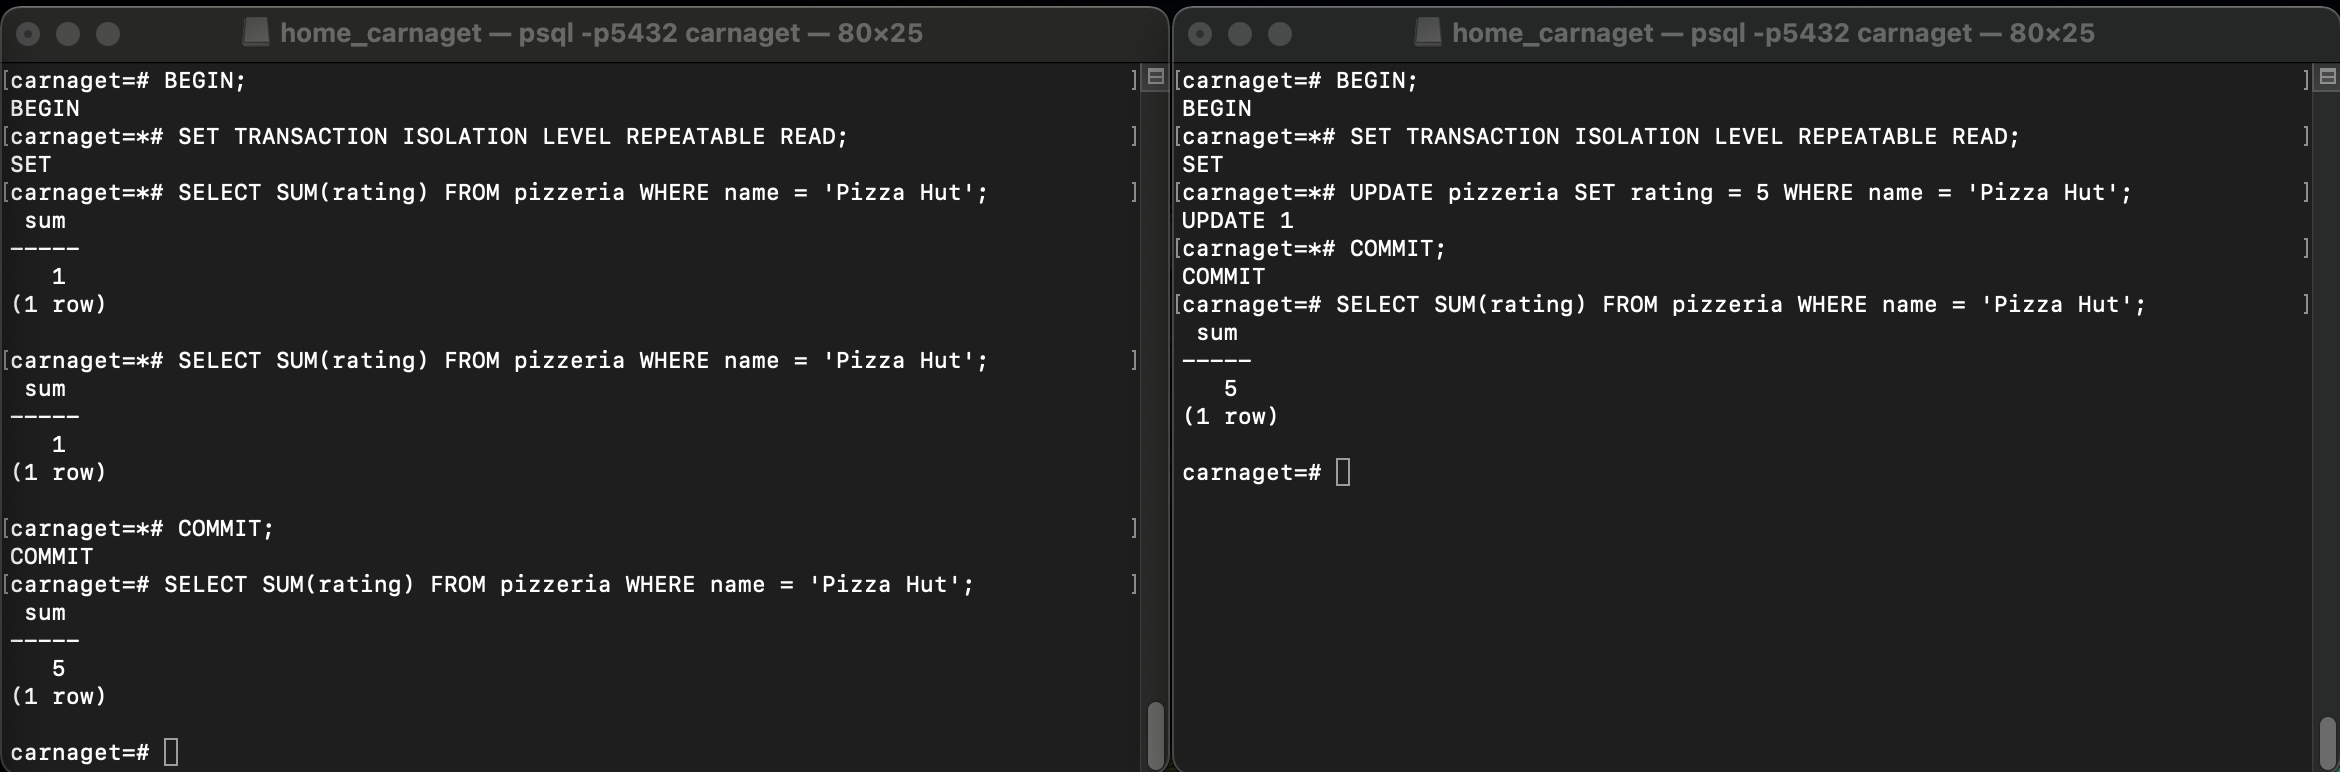 home_carnaget — psql -p5432 carnaget — 80×25
[carnaget=# BEGIN; ]
BEGIN
[carnaget=*# SET TRANSACTION ISOLATION LEVEL REPEATABLE READ; ]
SET
[carnaget=*# SELECT SUM(rating) FROM pizzeria WHERE name = 'Pizza Hut'; ]
 sum
-----
   1
(1 row)

[carnaget=*# SELECT SUM(rating) FROM pizzeria WHERE name = 'Pizza Hut'; ]
 sum
-----
   1
(1 row)

[carnaget=*# COMMIT; ]
COMMIT
[carnaget=# SELECT SUM(rating) FROM pizzeria WHERE name = 'Pizza Hut'; ]
 sum
-----
   5
(1 row)

carnaget=#
home_carnaget — psql -p5432 carnaget — 80×25
[carnaget=# BEGIN; ]
BEGIN
[carnaget=*# SET TRANSACTION ISOLATION LEVEL REPEATABLE READ; ]
SET
[carnaget=*# UPDATE pizzeria SET rating = 5 WHERE name = 'Pizza Hut'; ]
UPDATE 1
[carnaget=*# COMMIT; ]
COMMIT
[carnaget=# SELECT SUM(rating) FROM pizzeria WHERE name = 'Pizza Hut'; ]
 sum
-----
   5
(1 row)

carnaget=#